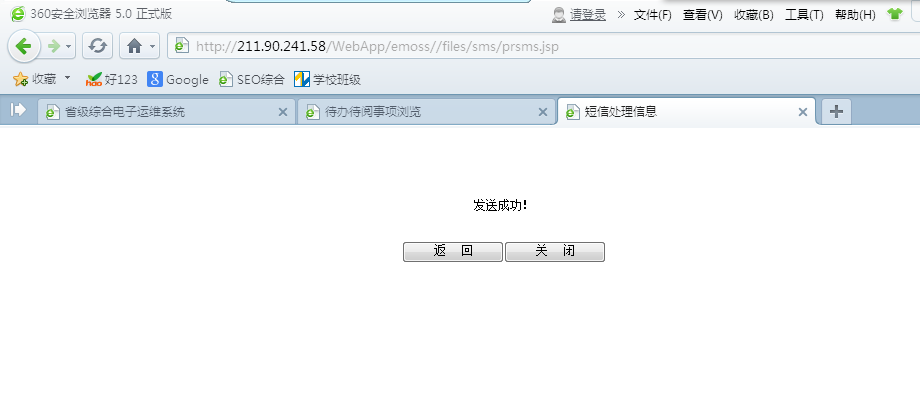 360安全浏览器 5.0 正式版 请登录 » 文件(F) 查看(V) 收藏(B) 工具(T) 帮助(H)
http://211.90.241.58/WebApp/emoss//files/sms/prsms.jsp
收藏 好123 Google SEO综合 学校班级
省级综合电子运维系统 待办待阅事项浏览 短信处理信息
发送成功!
返 回 关 闭